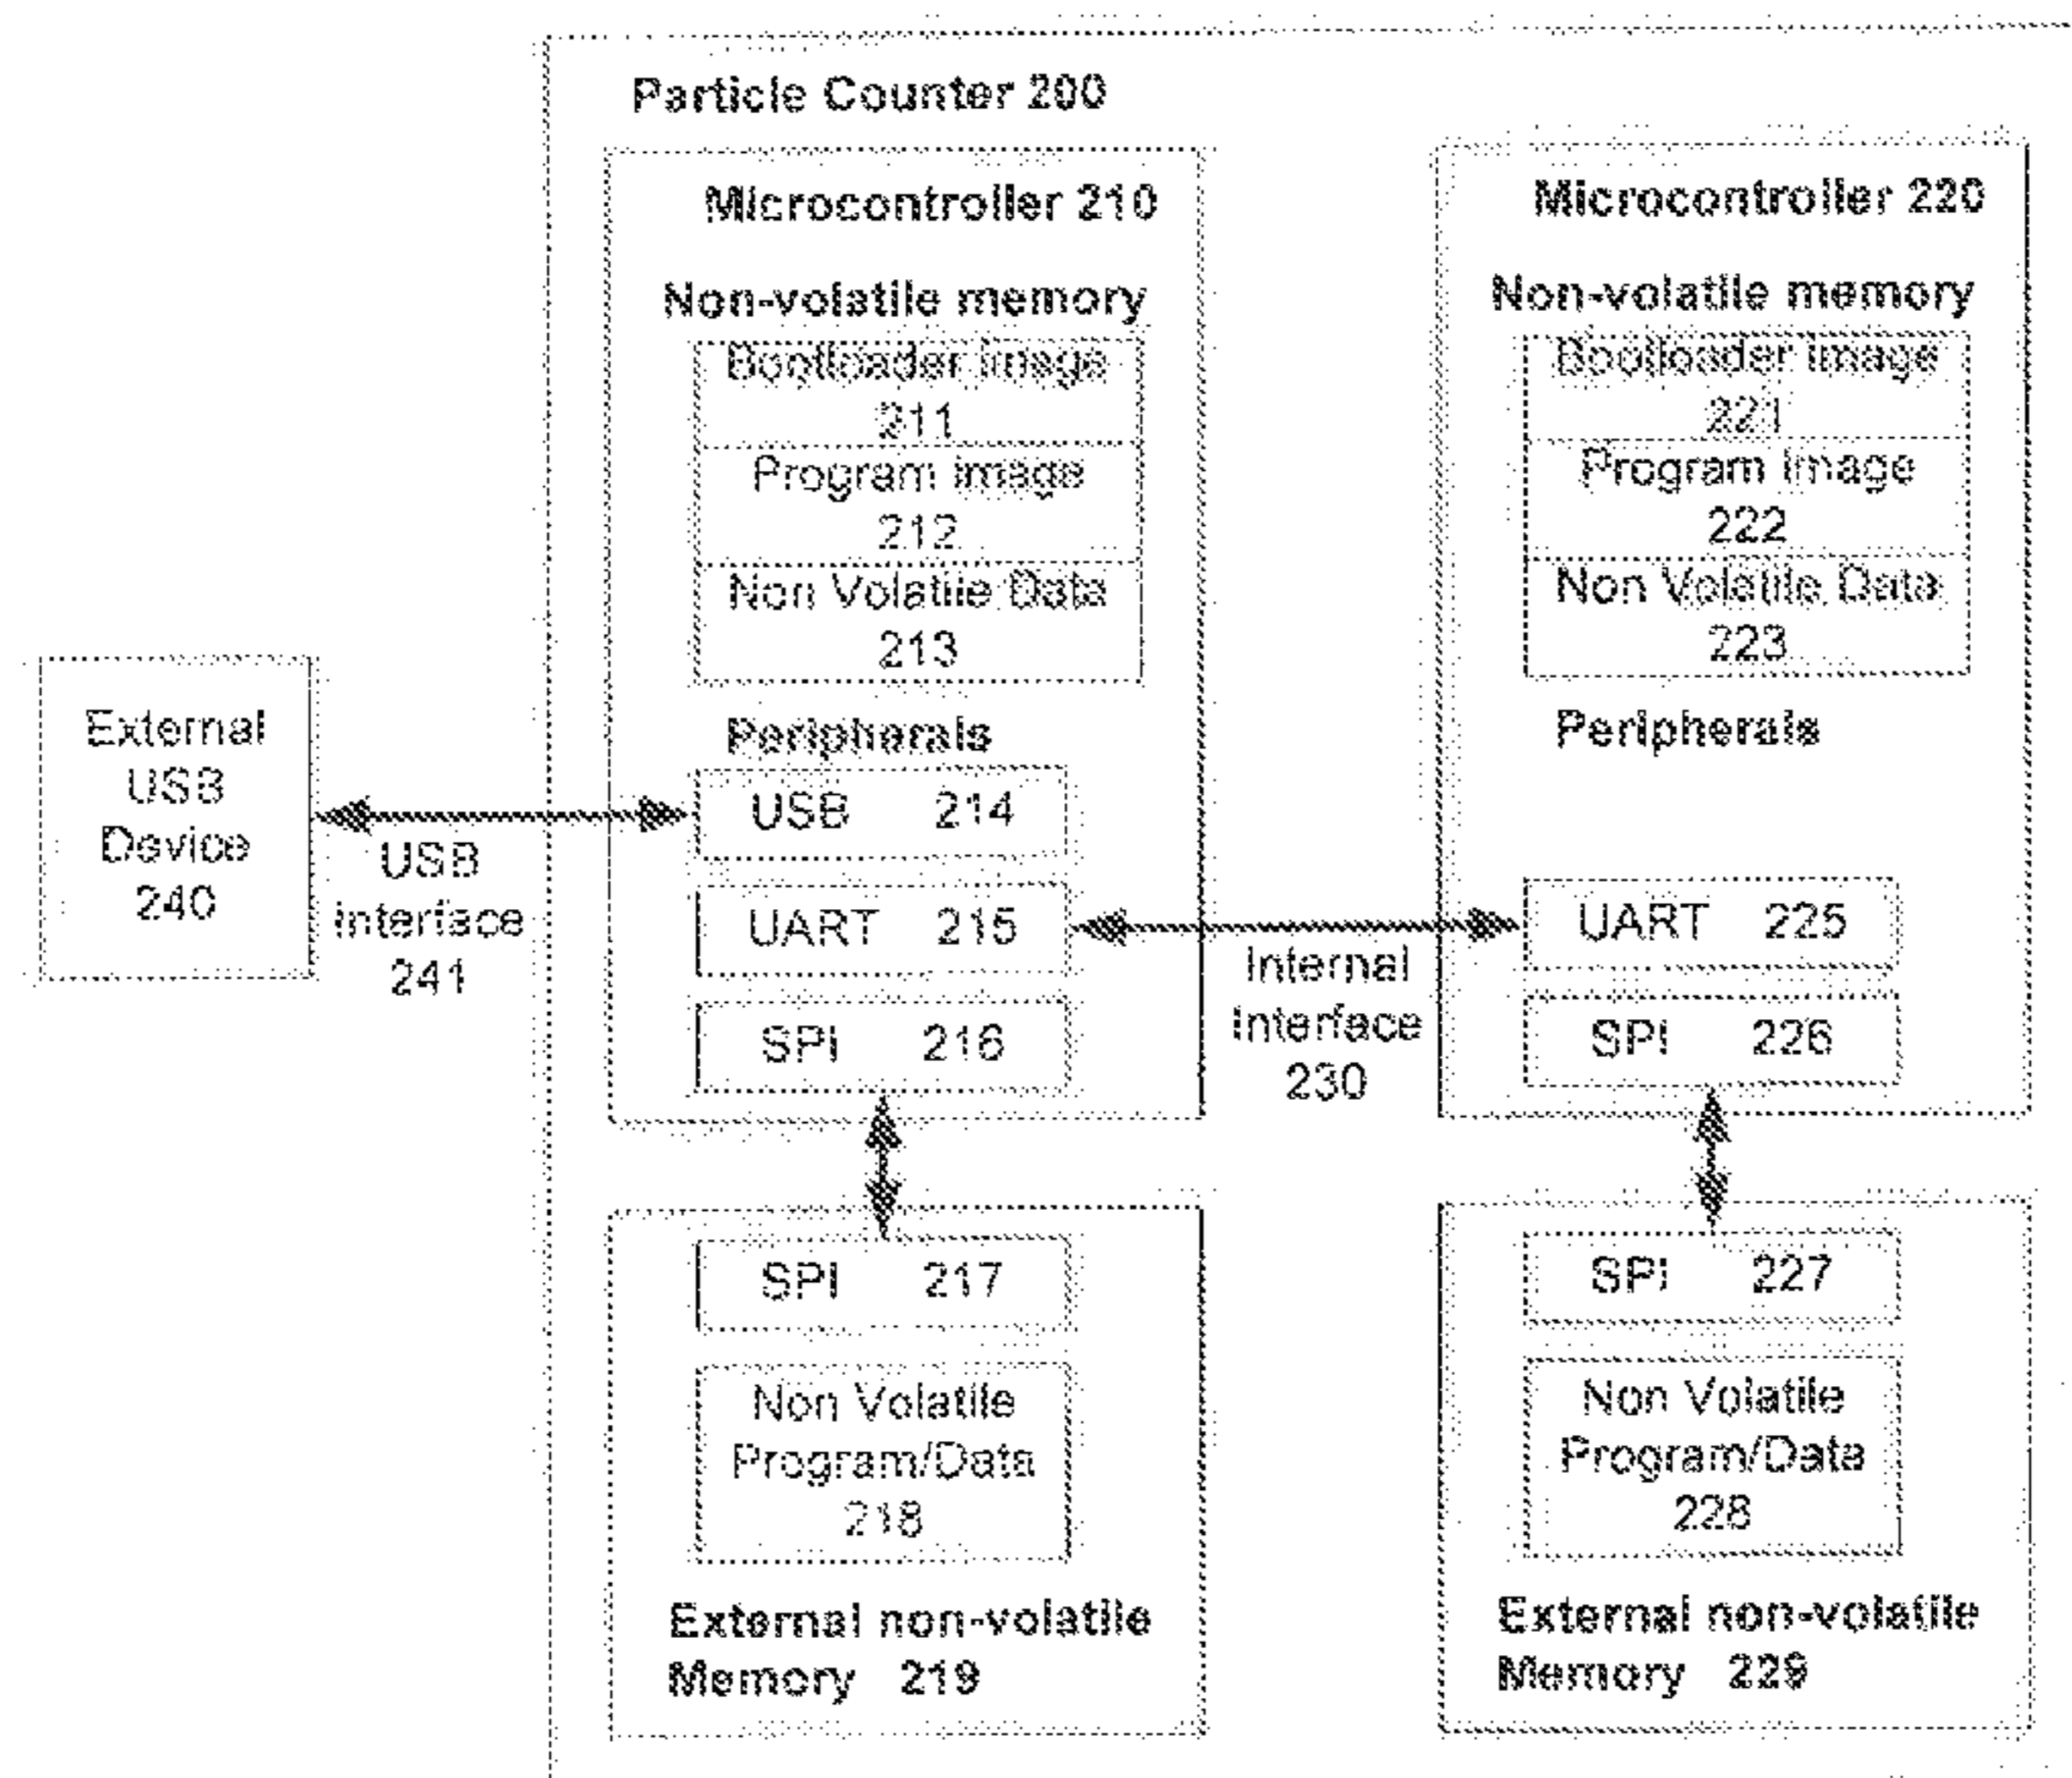 Particle Counter 200
Microcontroller 210
Non-volatile memory
Bootloader Image
211
Program Image
212
Non Volatile Data
213
Peripherals
USB 214
UART 215
SPI 216
SPI 217
Non Volatile
Program/Data
218
External non-volatile
Memory 219
External
USB
Device
240
USB
Interface
241
Internal
Interface
230
Microcontroller 220
Non-volatile memory
Bootloader Image
221
Program Image
222
Non Volatile Data
223
Peripherals
UART 225
SPI 226
SPI 227
Non Volatile
Program/Data
228
External non-volatile
Memory 229